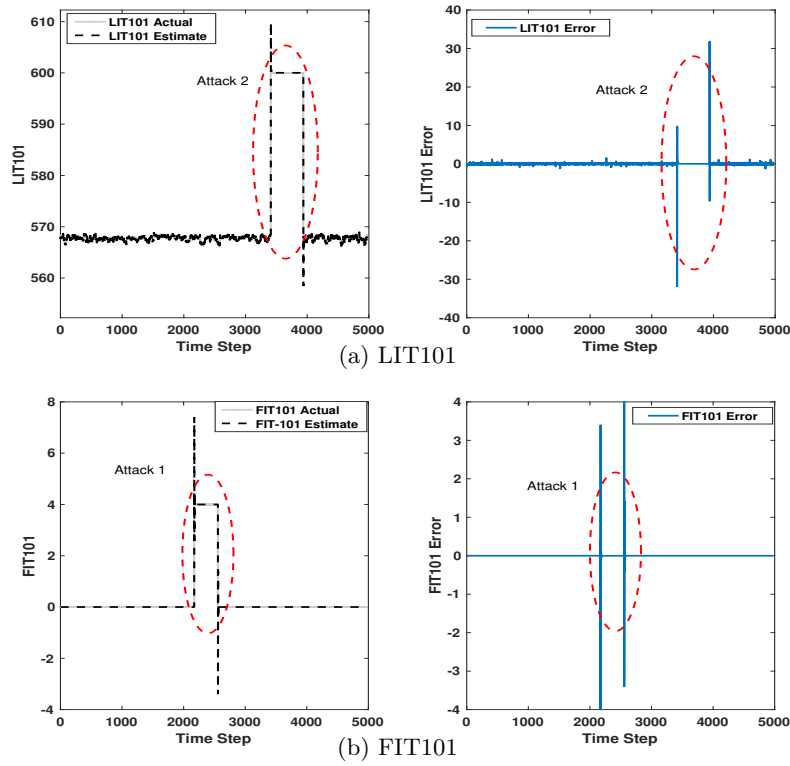 LIT101 Actual
LIT101 Estimate
Attack 2
LIT101
600
590
580
570
560
0 1000 2000 3000 4000 5000
Time Step
LIT101 Error
Attack 2
LIT101 Error
40
30
20
10
0
-10
-20
-30
-40
0 1000 2000 3000 4000 5000
Time Step
(a) LIT101
FIT101 Actual
FIT-101 Estimate
Attack 1
FIT101
8
6
4
2
0
-2
-4
0 1000 2000 3000 4000 5000
Time Step
FIT101 Error
Attack 1
FIT101 Error
4
3
2
1
0
-1
-2
-3
-4
0 1000 2000 3000 4000 5000
Time Step
(b) FIT101